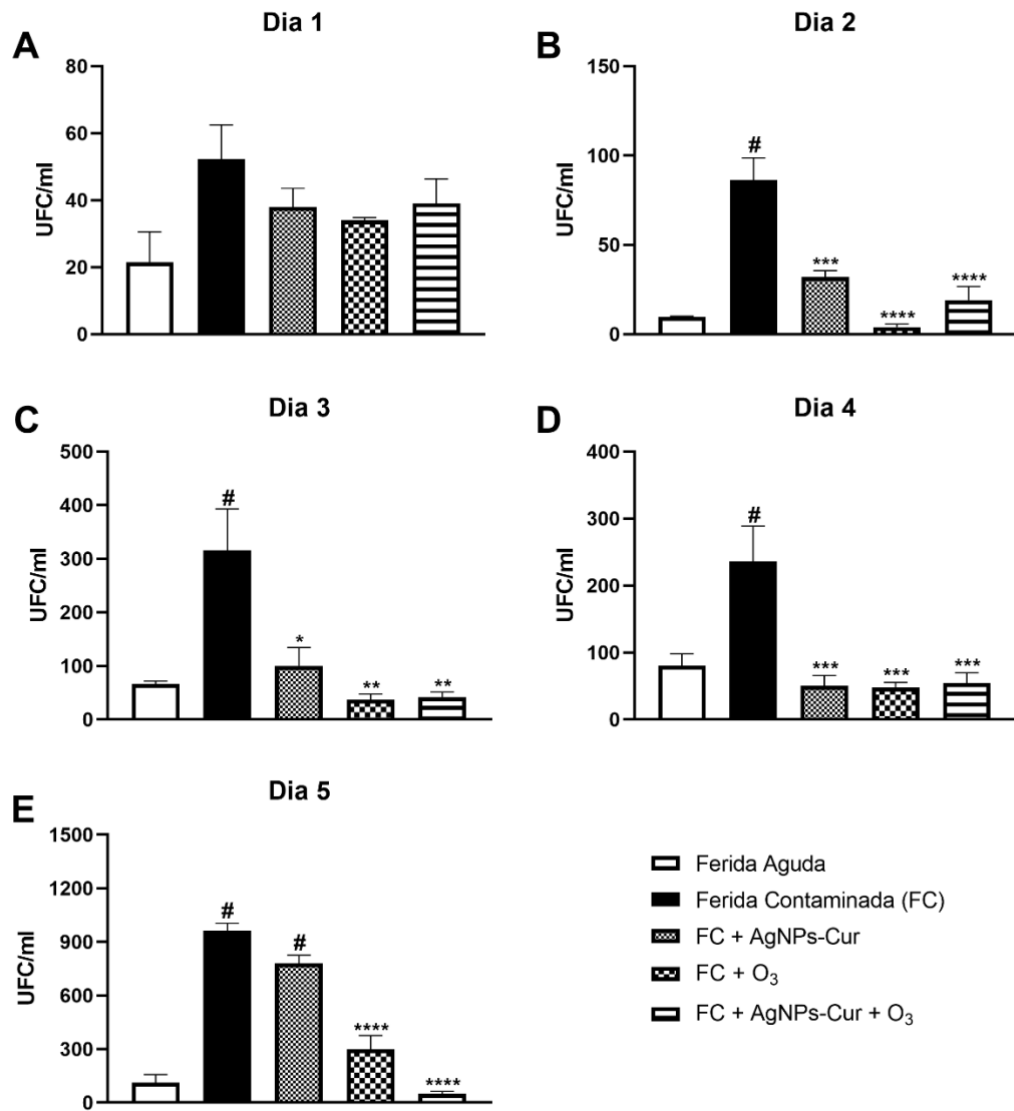 A
Dia 1
UFC/ml
80
60
40
20
0
B
Dia 2
UFC/ml
150
100
50
0
#
***
****
****
C
Dia 3
UFC/ml
500
400
300
200
100
0
#
*
**
**
D
Dia 4
UFC/ml
400
300
200
100
0
#
***
***
***
E
Dia 5
UFC/ml
1500
1200
900
600
300
0
#
#
****
****
Ferida Aguda
Ferida Contaminada (FC)
FC + AgNPs-Cur
FC + O₃
FC + AgNPs-Cur + O₃